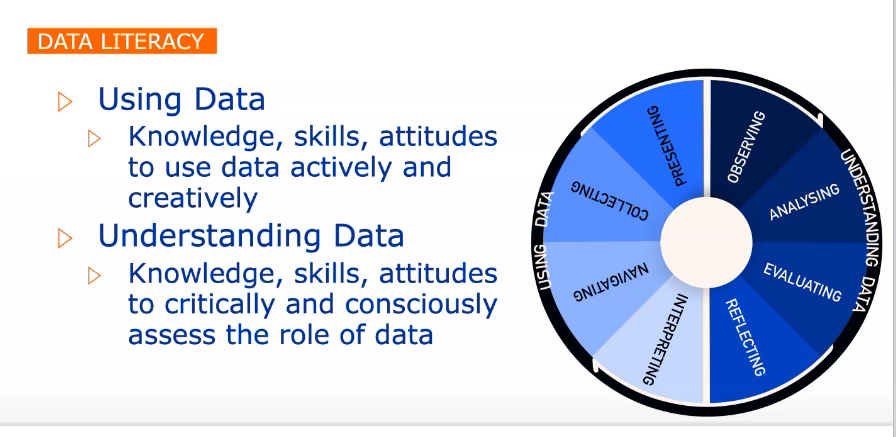 DATA LITERACY
Using Data
Knowledge, skills, attitudes
to use data actively and
creatively
Understanding Data
Knowledge, skills, attitudes
to critically and consciously
assess the role of data
USING DATA
INTERPRETING
NAVIGATING
COLLECTING
PRESENTING
OBSERVING
ANALYSING
EVALUATING
REFLECTING
UNDERSTANDING DATA